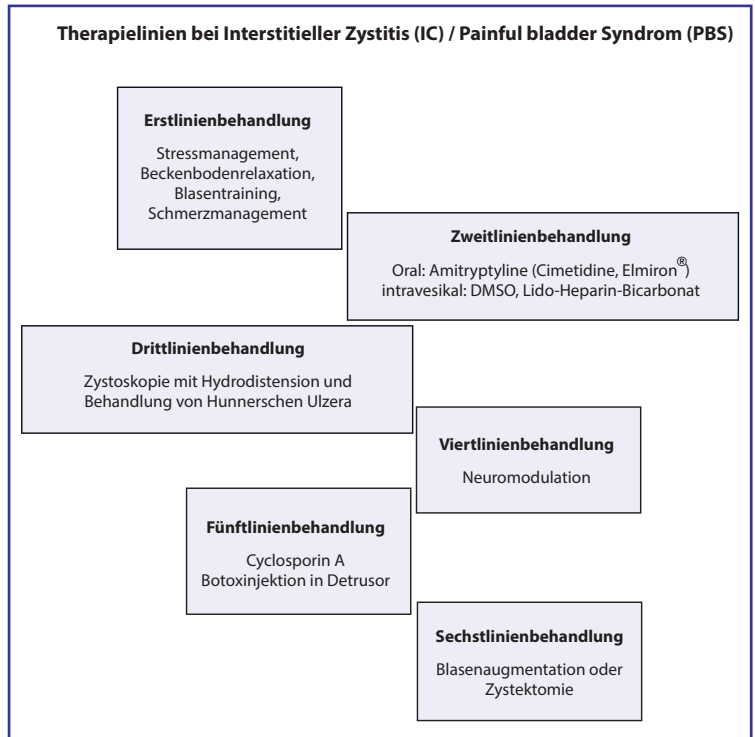 Therapielinien bei Interstitieller Zystitis (IC) / Painful bladder Syndrom (PBS)
Erstlinienbehandlung
Stressmanagement,
Beckenbodenrelaxation,
Blasentraining,
Schmerzmanagement
Zweitlinienbehandlung
Oral: Amitryptyline (Cimetidine, Elmiron®)
intravesikal: DMSO, Lido-Heparin-Bicarbonat
Drittlinienbehandlung
Zystoskopie mit Hydrodistension und
Behandlung von Hunnerschen Ulzera
Viertlinienbehandlung
Neuromodulation
Fünftlinienbehandlung
Cyclosporin A
Botoxinjektion in Detrusor
Sechstlinienbehandlung
Blasenaugmentation oder
Zystektomie